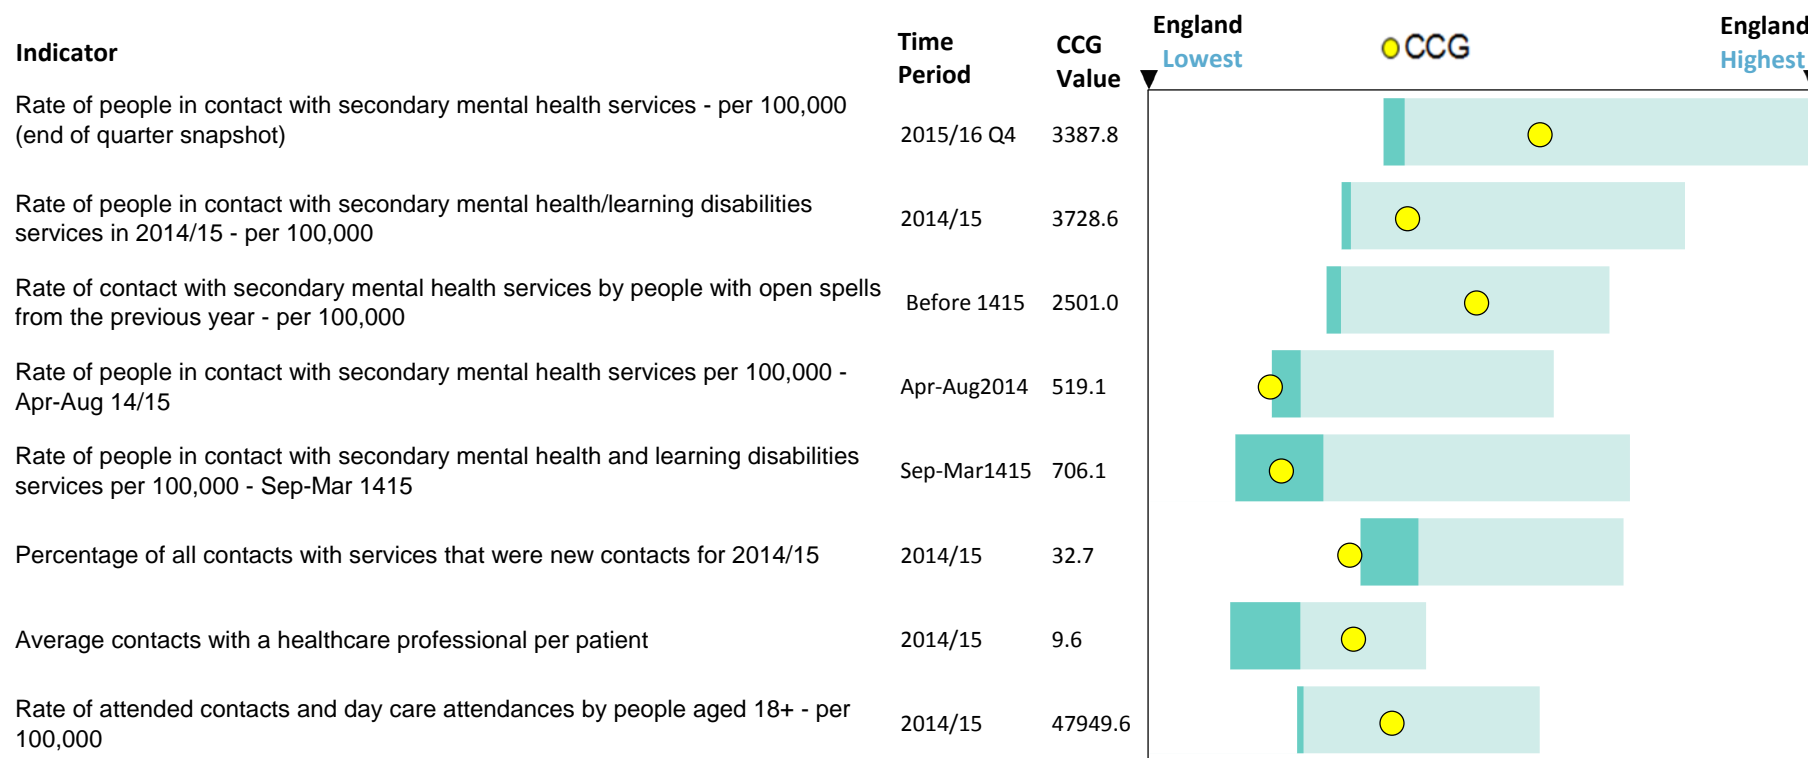 Indicator
Time
Period
CCG
Value
England
Lowest
CCG
England
Highest
Rate of people in contact with secondary mental health services - per 100,000
(end of quarter snapshot)
2015/16 Q4
3387.8
Rate of people in contact with secondary mental health/learning disabilities
services in 2014/15 - per 100,000
2014/15
3728.6
Rate of contact with secondary mental health services by people with open spells
from the previous year - per 100,000
Before 1415
2501.0
Rate of people in contact with secondary mental health services per 100,000 -
Apr-Aug 14/15
Apr-Aug2014
519.1
Rate of people in contact with secondary mental health and learning disabilities
services per 100,000 - Sep-Mar 1415
Sep-Mar1415
706.1
Percentage of all contacts with services that were new contacts for 2014/15
2014/15
32.7
Average contacts with a healthcare professional per patient
2014/15
9.6
Rate of attended contacts and day care attendances by people aged 18+ - per
100,000
2014/15
47949.6